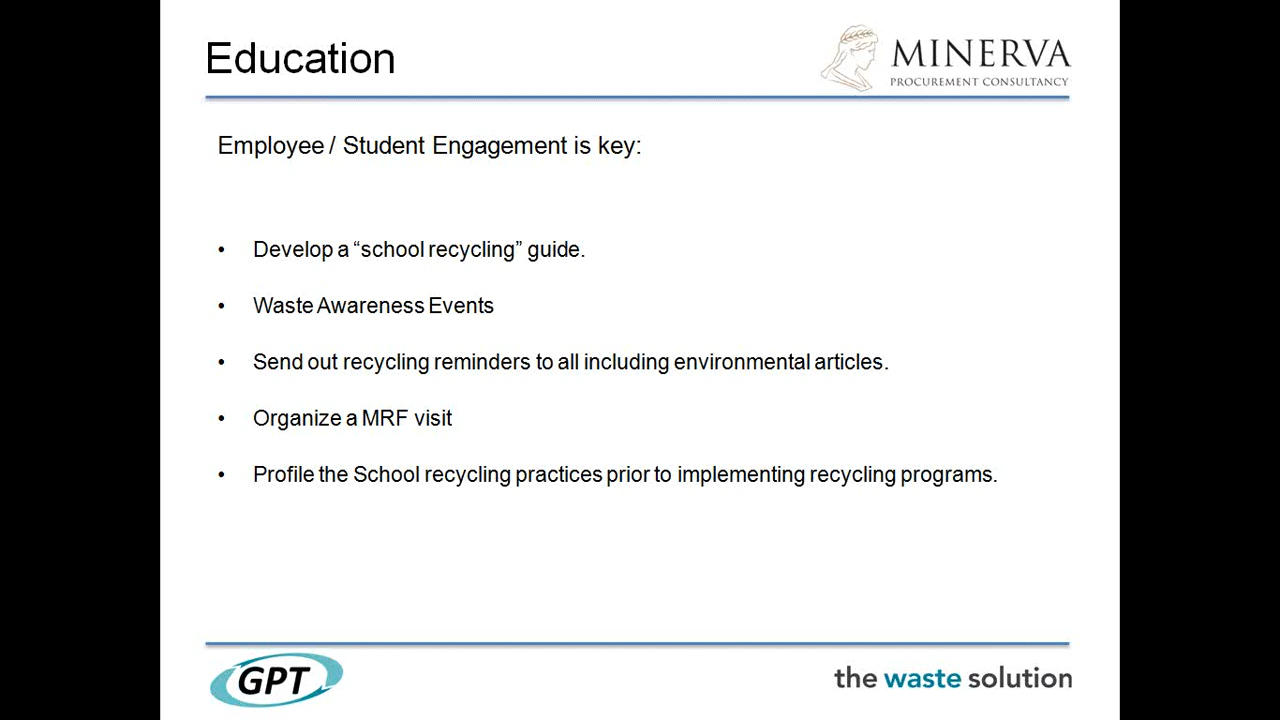 Education
MINERVA
PROCUREMENT CONSULTANCY
Employee / Student Engagement is key:
• Develop a “school recycling” guide.
• Waste Awareness Events
• Send out recycling reminders to all including environmental articles.
• Organize a MRF visit
• Profile the School recycling practices prior to implementing recycling programs.
GPT
the waste solution